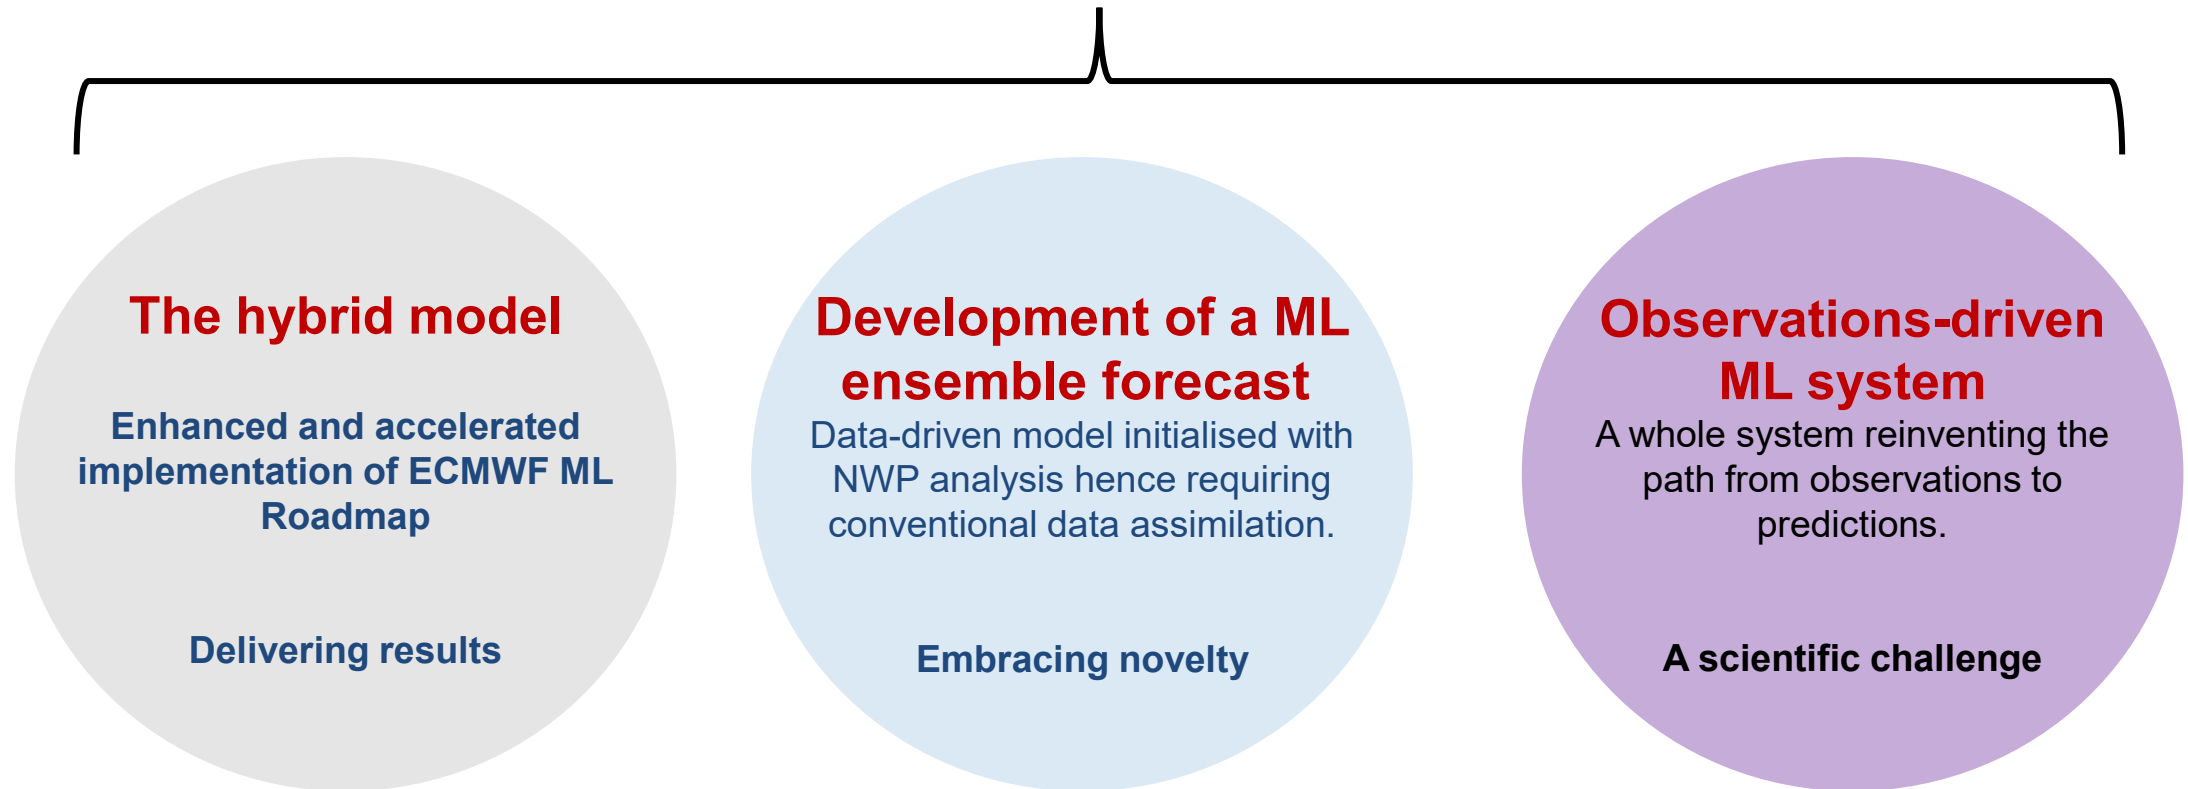 The hybrid model
Enhanced and accelerated
implementation of ECMWF ML
Roadmap
Delivering results
Development of a ML
ensemble forecast
Data-driven model initialised with
NWP analysis hence requiring
conventional data assimilation.
Embracing novelty
Observations-driven
ML system
A whole system reinventing the
path from observations to
predictions.
A scientific challenge